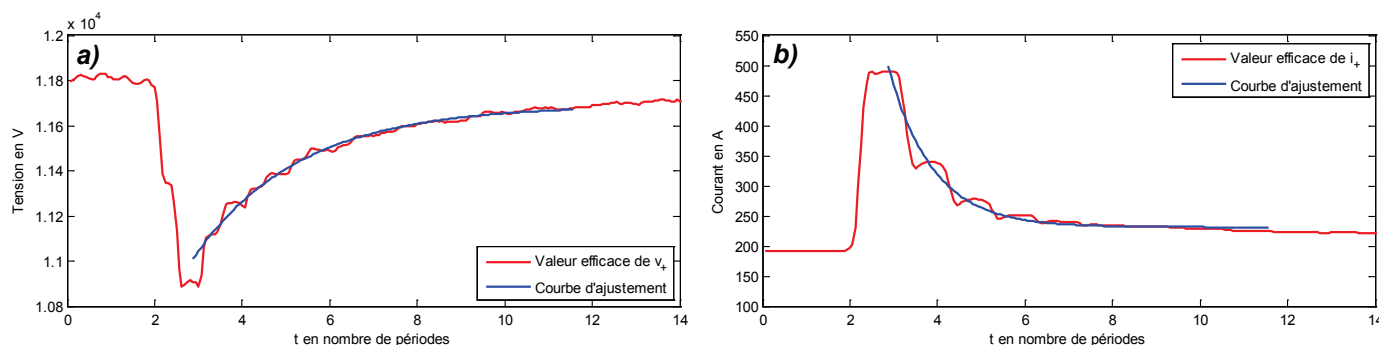 x 10⁴
a)
1.2
1.18
1.16
1.14
1.12
1.1
1.08
Tension en V
0 2 4 6 8 10 12 14
t en nombre de périodes
Valeur efficace de v₊
Courbe d'ajustement
b)
550
500
450
400
350
300
250
200
150
100
Courant en A
0 2 4 6 8 10 12 14
t en nombre de périodes
Valeur efficace de i₊
Courbe d'ajustement